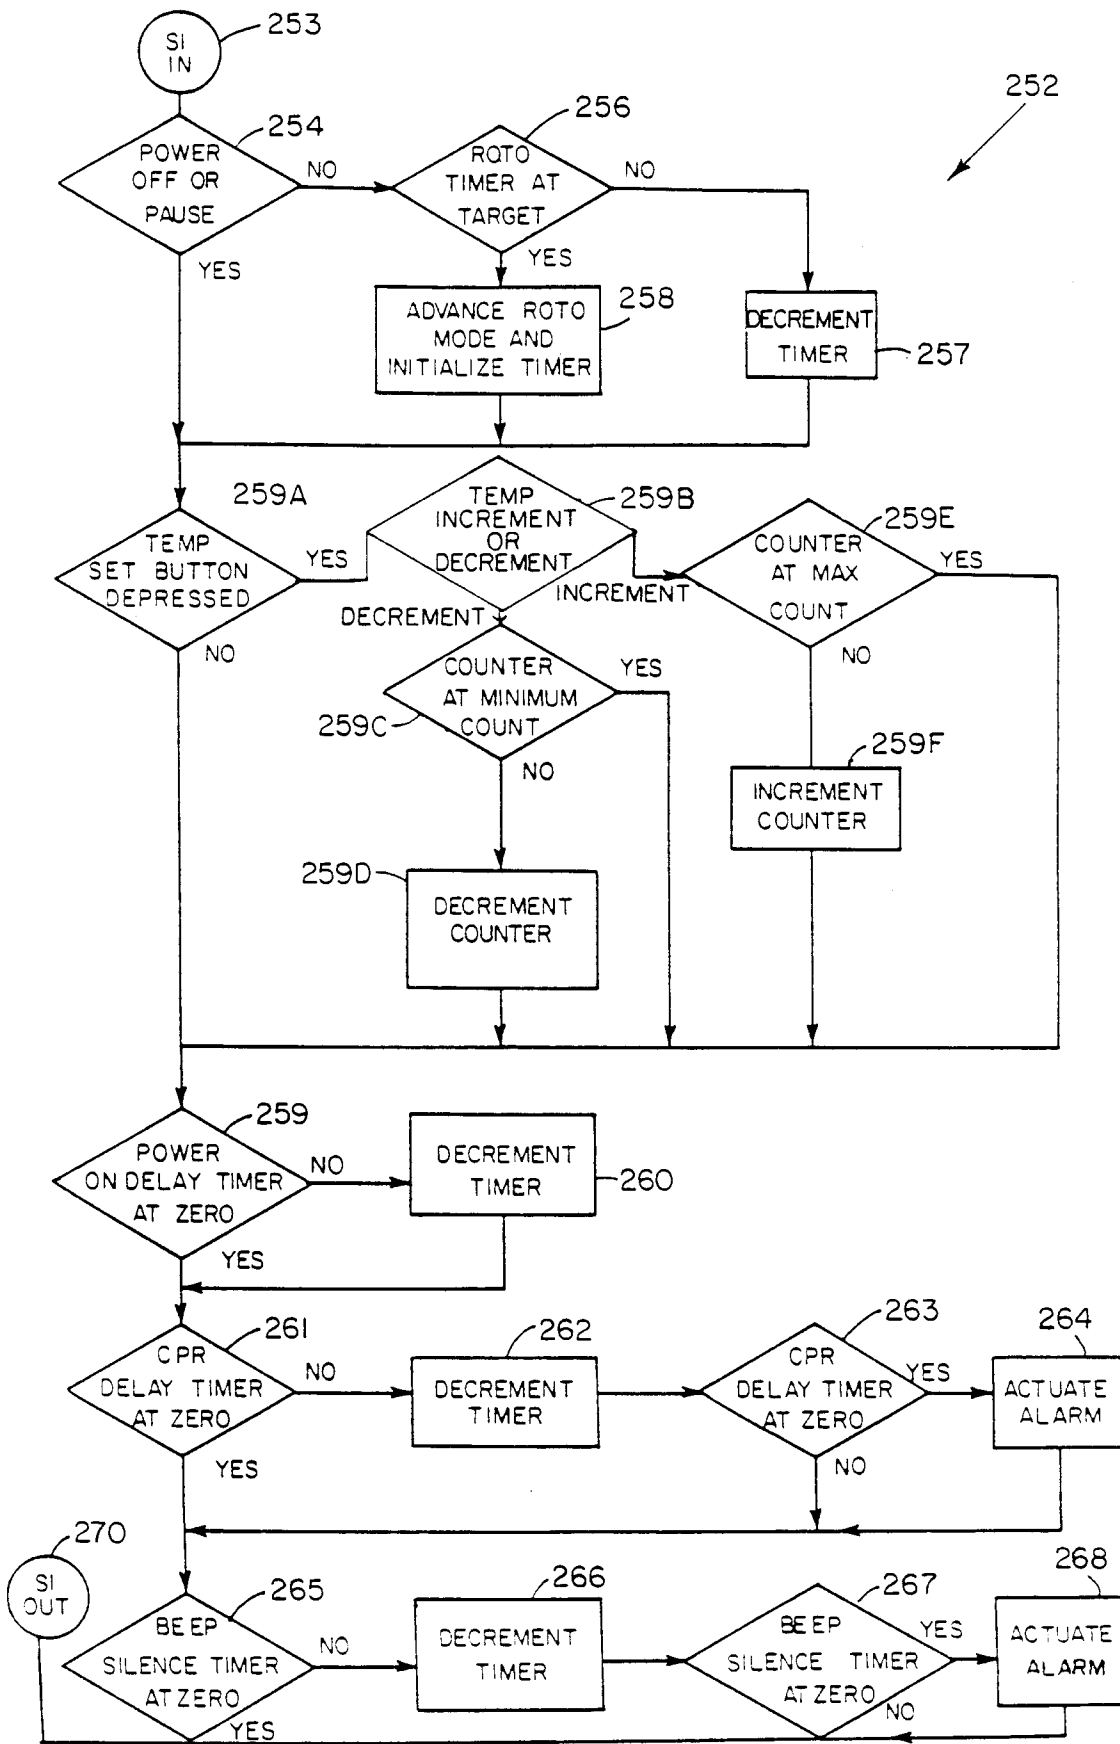 SI
IN
253
252
254
POWER
OFF OR
PAUSE
NO
YES
256
ROTO
TIMER AT
TARGET
NO
YES
ADVANCE ROTO
MODE AND
INITIALIZE TIMER
258
DECREMENT
TIMER
257
259A
TEMP
SET BUTTON
DEPRESSED
YES
NO
TEMP
INCREMENT
OR
DECREMENT
259B
DECREMENT
INCREMENT
259E
COUNTER
AT MAX
COUNT
YES
NO
COUNTER
AT MINIMUM
COUNT
259C
YES
NO
259F
INCREMENT
COUNTER
259D
DECREMENT
COUNTER
259
POWER
ON DELAY TIMER
AT ZERO
NO
YES
DECREMENT
TIMER
260
261
CPR
DELAY TIMER
AT ZERO
NO
YES
262
DECREMENT
TIMER
263
CPR
DELAY TIMER
AT ZERO
YES
NO
264
ACTUATE
ALARM
270
SI
OUT
265
BEEP
SILENCE TIMER
AT ZERO
NO
YES
266
DECREMENT
TIMER
267
BEEP
SILENCE TIMER
AT ZERO
YES
NO
268
ACTUATE
ALARM